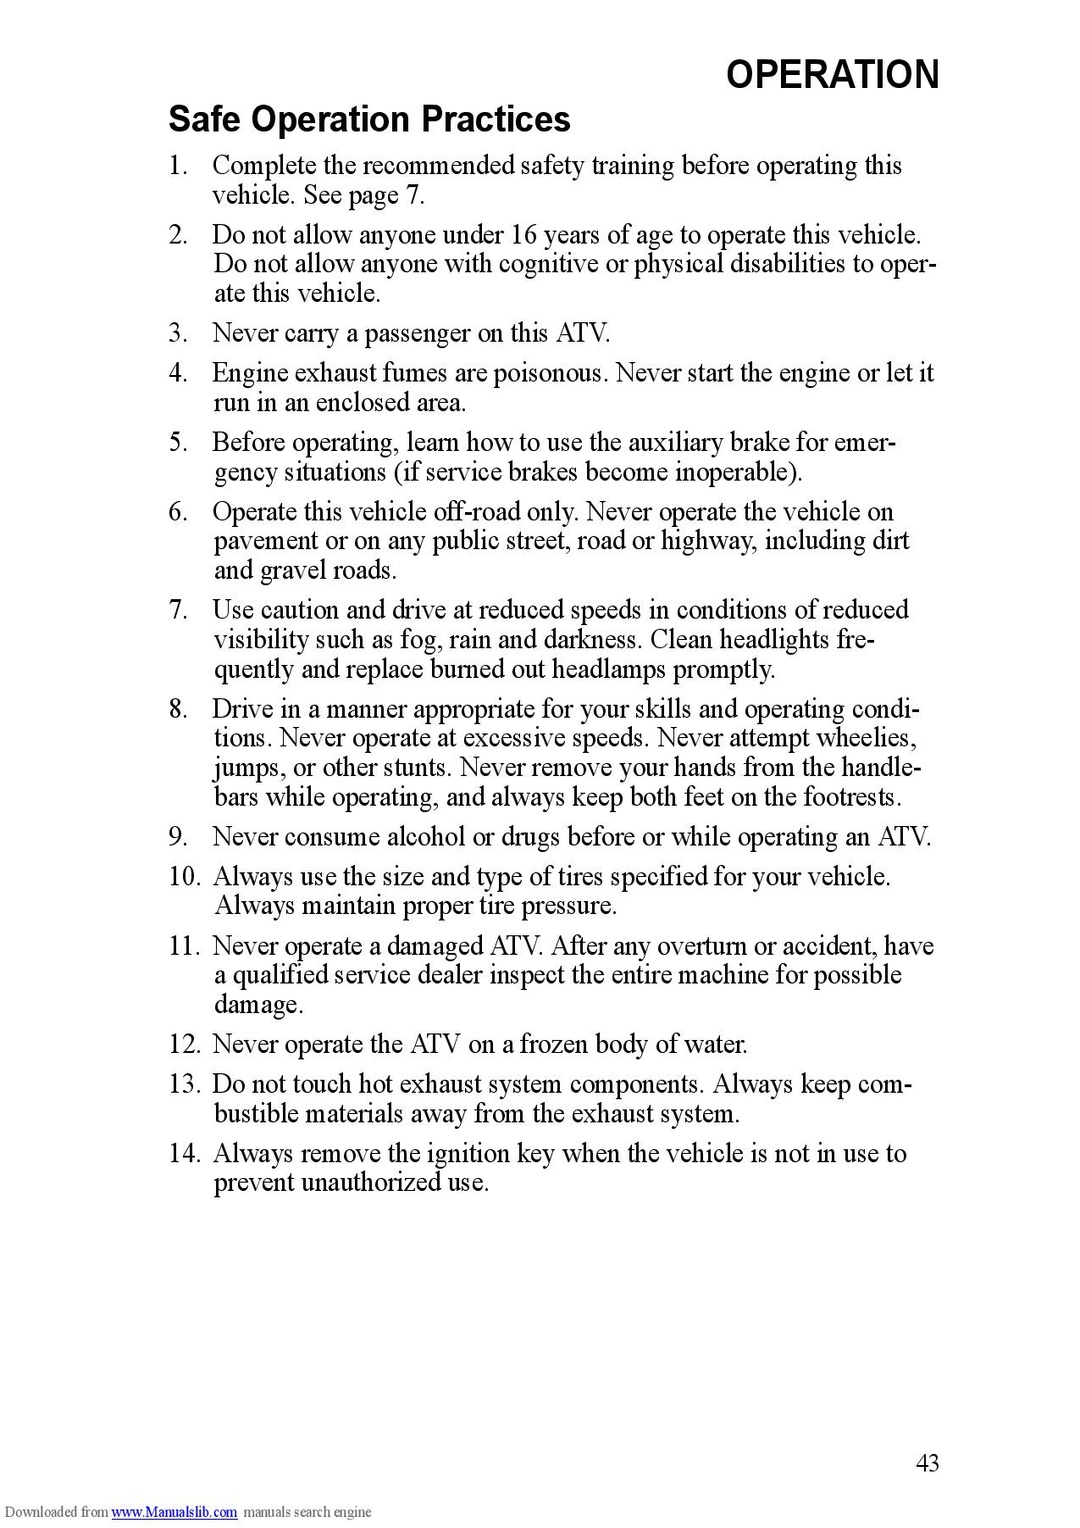 OPERATION
Safe Operation Practices
1. Complete the recommended safety training before operating this
vehicle. See page 7.
2. Do not allow anyone under 16 years of age to operate this vehicle.
Do not allow anyone with cognitive or physical disabilities to oper-
ate this vehicle.
3. Never carry a passenger on this ATV.
4. Engine exhaust fumes are poisonous. Never start the engine or let it
run in an enclosed area.
5. Before operating, learn how to use the auxiliary brake for emer-
gency situations (if service brakes become inoperable).
6. Operate this vehicle off-road only. Never operate the vehicle on
pavement or on any public street, road or highway, including dirt
and gravel roads.
7. Use caution and drive at reduced speeds in conditions of reduced
visibility such as fog, rain and darkness. Clean headlights fre-
quently and replace burned out headlamps promptly.
8. Drive in a manner appropriate for your skills and operating condi-
tions. Never operate at excessive speeds. Never attempt wheelies,
jumps, or other stunts. Never remove your hands from the handle-
bars while operating, and always keep both feet on the footrests.
9. Never consume alcohol or drugs before or while operating an ATV.
10. Always use the size and type of tires specified for your vehicle.
Always maintain proper tire pressure.
11. Never operate a damaged ATV. After any overturn or accident, have
a qualified service dealer inspect the entire machine for possible
damage.
12. Never operate the ATV on a frozen body of water.
13. Do not touch hot exhaust system components. Always keep com-
bustible materials away from the exhaust system.
14. Always remove the ignition key when the vehicle is not in use to
prevent unauthorized use.
43
Downloaded from www.Manualslib.com manuals search engine